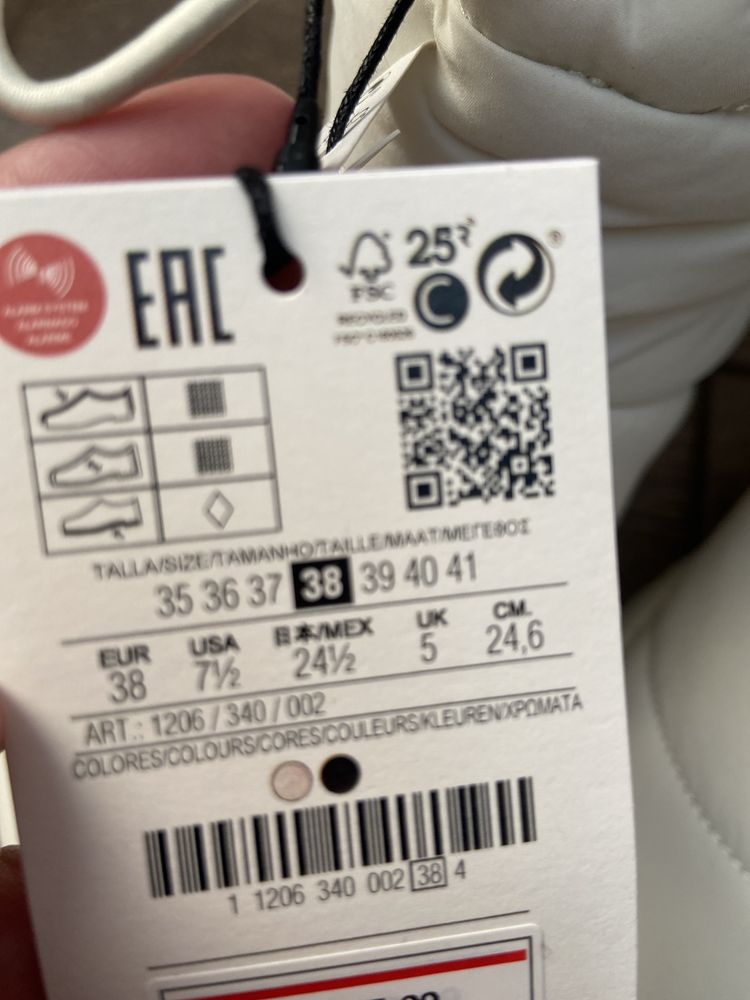 EAC
FSC
25
C
ALARM SYSTEM
TALLA/SIZE/TAMANHO/TAILLE/MAAT/ΜΕΓΕΘΟΣ
35 36 37 38 39 40 41
EUR USA 日本/MEX UK CM.
38 7½ 24½ 5 24,6
ART.: 1206 / 340 / 002
COLORES/COLOURS/CORES/COULEURS/KLEUREN/ΧΡΩΜΑΤΑ
1 1206 340 002 38 4